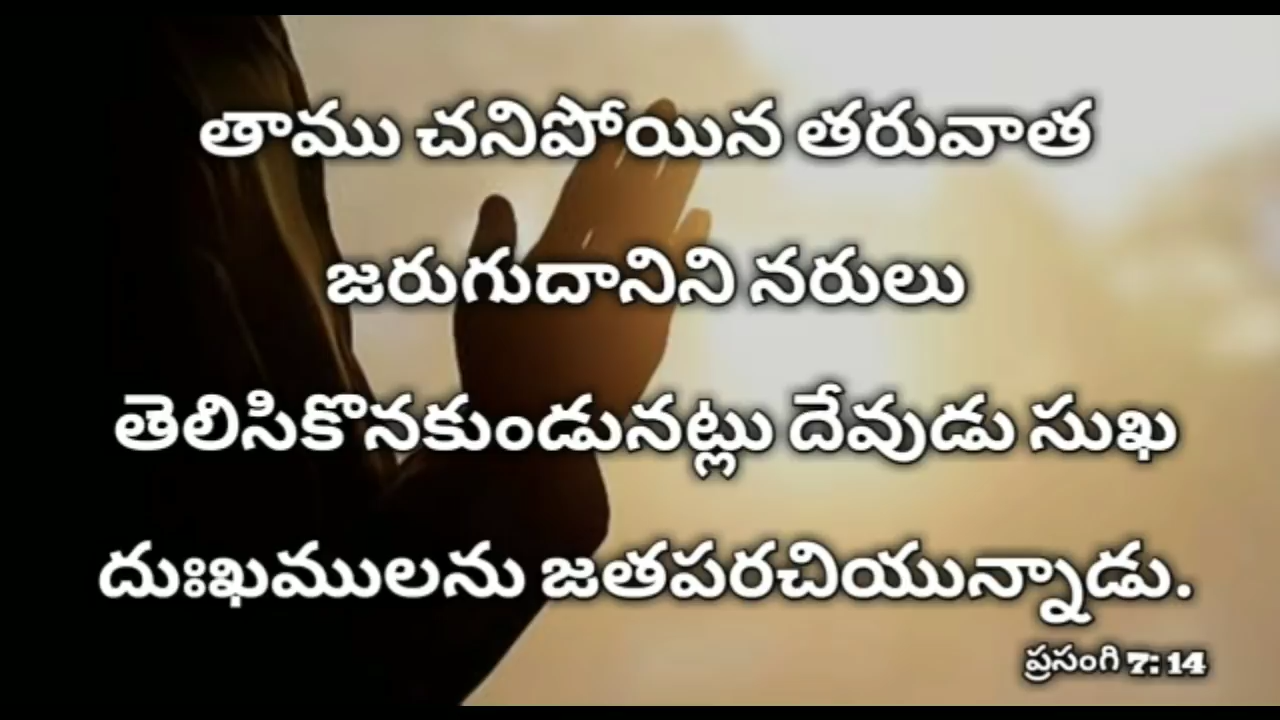 తాము చనిపోయిన తరువాత
జరుగుదానిని నరులు
తెలిసికొనకుండునట్లు దేవుడు సుఖ
దుఃఖములను జతపరచియున్నాడు.
ప్రసంగి 7: 14